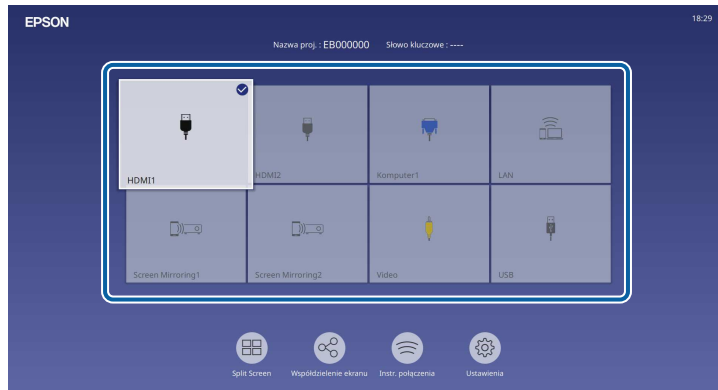 EPSON
18:29
Nazwa proj. : EB000000 Słowo kluczowe : ----
HDMI1
HDMI2
Komputer1
LAN
Screen Mirroring1
Screen Mirroring2
Video
USB
Split Screen
Współdzielenie ekranu
Instr. połączenia
Ustawienia